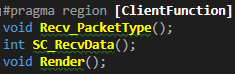 #pragma region [ClientFunction]
void Recv_PacketType();
int SC_RecvData();
void Render();